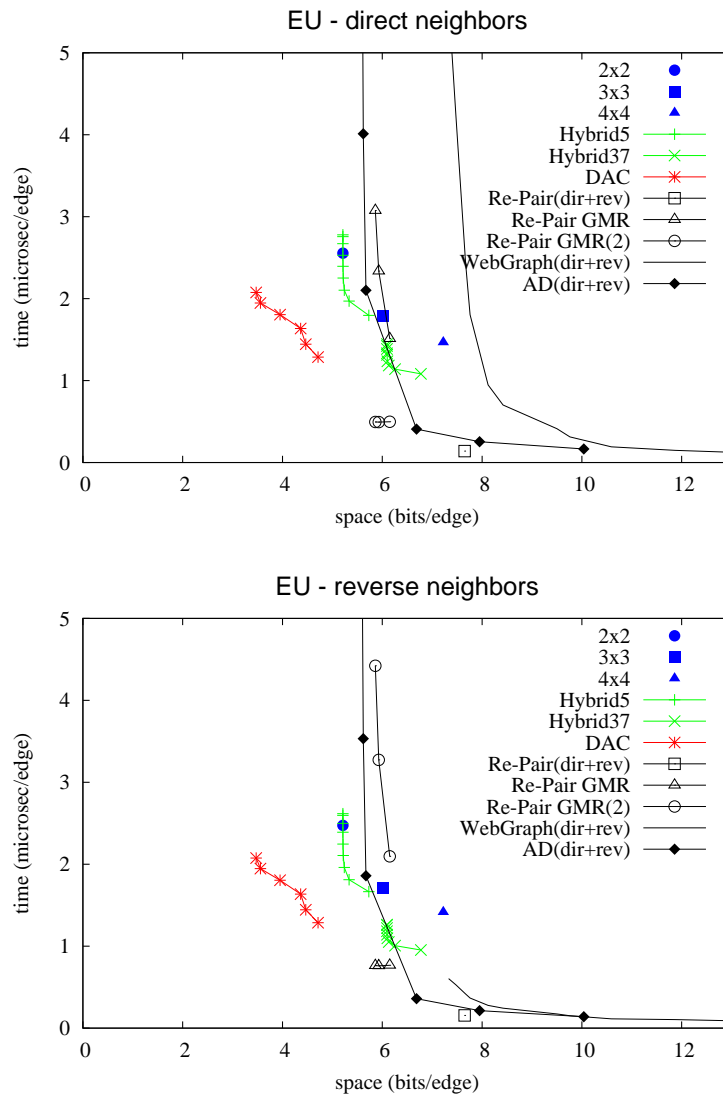 EU - direct neighbors
5
4
3
2
1
0
0 2 4 6 8 10 12
time (microsec/edge)
space (bits/edge)
2x2
3x3
4x4
Hybrid5
Hybrid37
DAC
Re-Pair(dir+rev)
Re-Pair GMR
Re-Pair GMR(2)
WebGraph(dir+rev)
AD(dir+rev)
EU - reverse neighbors
5
4
3
2
1
0
0 2 4 6 8 10 12
time (microsec/edge)
space (bits/edge)
2x2
3x3
4x4
Hybrid5
Hybrid37
DAC
Re-Pair(dir+rev)
Re-Pair GMR
Re-Pair GMR(2)
WebGraph(dir+rev)
AD(dir+rev)